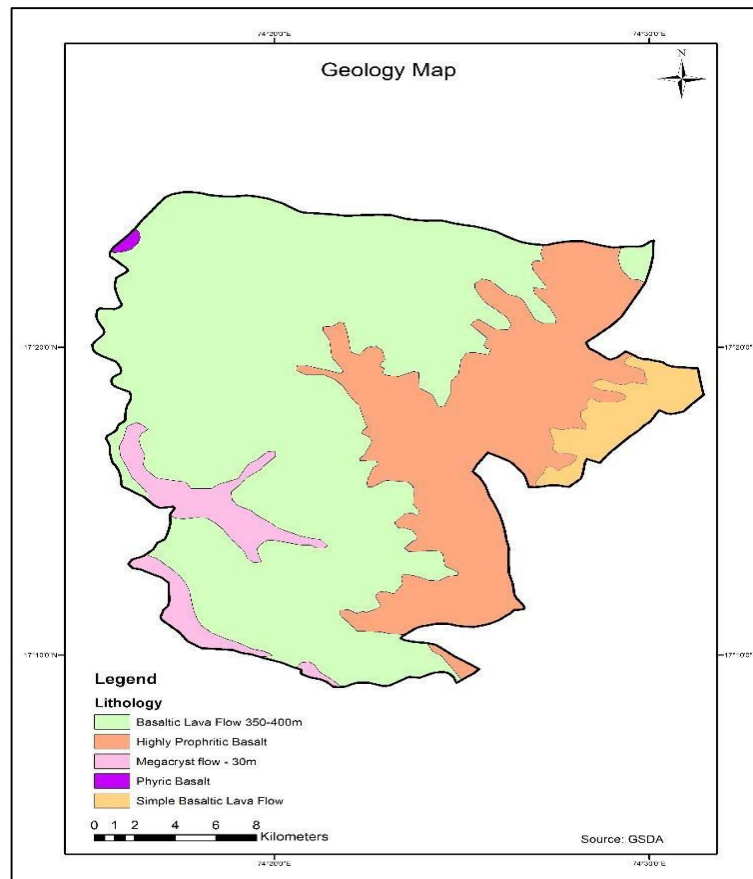 74°20'0"E 74°30'0"E
Geology Map
N
17°20'0"N 17°20'0"N
17°10'0"N 17°10'0"N
Legend
Lithology
Basaltic Lava Flow 350-400m
Highly Prophritic Basalt
Megacryst flow - 30m
Phyric Basalt
Simple Basaltic Lava Flow
0 1 2 4 6 8
Kilometers
Source: GSDA
74°20'0"E 74°30'0"E